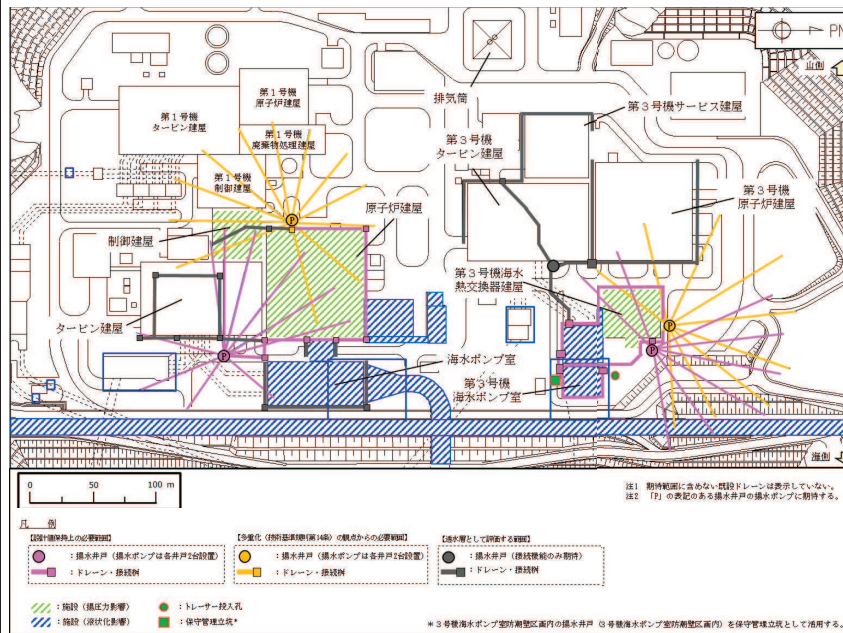 PN
山側
排気筒
第1号機
原子炉建屋
第1号機
タービン建屋
第1号機
廃棄物処理建屋
第1号機
制御建屋
第3号機サービス建屋
第3号機
タービン建屋
第3号機
原子炉建屋
原子炉建屋
制御建屋
第3号機海水
熱交換器建屋
タービン建屋
海水ポンプ室
第3号機
海水ポンプ室
P
P
P
P
海側
0 50 100 m
注1 期待範囲に含めない既設ドレーンは表示していない。
注2 「P」の表記のある揚水井戸の揚水ポンプに期待する。
凡 例
【設計値保持上の必要範囲】
:揚水井戸(揚水ポンプは各井戸2台設置)
:ドレーン・接続桝
【多重化(技術基準規則第14条)の観点からの必要範囲】
:揚水井戸(揚水ポンプは各井戸2台設置)
:ドレーン・接続桝
【透水層として評価する範囲】
:揚水井戸(接続機能のみ期待)
:ドレーン・接続桝
:施設(揚圧力影響)
:トレーサー投入孔
:施設(液状化影響)
:保守管理立坑*
*3号機海水ポンプ室防潮壁区画内の揚水井戸(3号機海水ポンプ室防潮壁区画内)を保守管理立坑として活用する。